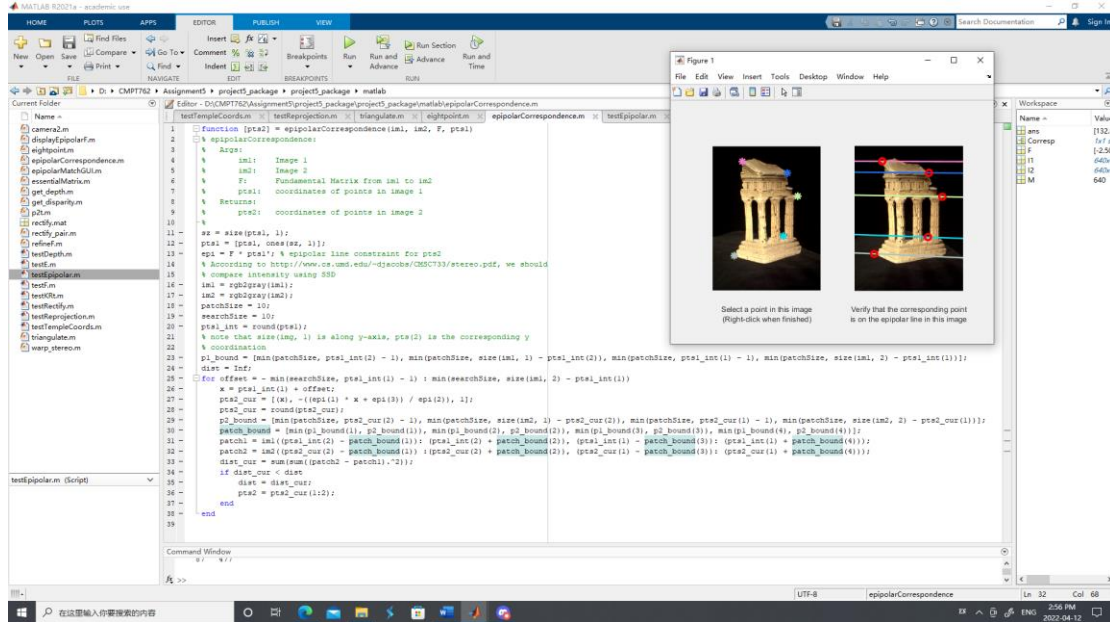 MATLAB R2021a - academic use
HOME PLOTS APPS EDITOR PUBLISH VIEW Search Documentation Sign In
New Open Save Find Files Compare Print Go To Find Insert Comment Indent Breakpoints Run Run and Advance Run Section Advance Run and Time
FILE NAVIGATE EDIT BREAKPOINTS RUN
D: CMPT762 Assignment5 project5_package project5_package matlab
Current Folder
Name
camera2.m
displayEpipolarF.m
eightpoint.m
epipolarCorrespondence.m
epipolarMatchGUI.m
essentialMatrix.m
get_depth.m
get_disparity.m
p2t.m
rectify.mat
rectify_pair.m
refineF.m
testDepth.m
testE.m
testEpipolar.m
testF.m
testKRt.m
testRectify.m
testReprojection.m
testTempleCoords.m
triangulate.m
warp_stereo.m
testEpipolar.m (Script)
Editor - D:\CMPT762\Assignment5\project5_package\project5_package\matlab\epipolarCorrespondence.m
testTempleCoords.m testReprojection.m triangulate.m eightpoint.m epipolarCorrespondence.m testEpipolar.m
1 function [pts2] = epipolarCorrespondence(im1, im2, F, pts1)
2 % epipolarCorrespondence:
3 % Args:
4 % im1: Image 1
5 % im2: Image 2
6 % F: Fundamental Matrix from im1 to im2
7 % pts1: coordinates of points in image 1
8 % Returns:
9 % pts2: coordinates of points in image 2
10 %
11 sz = size(pts1, 1);
12 pts1 = [pts1, ones(sz, 1)];
13 epi = F * pts1'; % epipolar line constraint for pts2
14 % According to http://www.cs.umd.edu/~djacobs/CMSC733/stereo.pdf, we should
15 % compare intensity using SSD
16 im1 = rgb2gray(im1);
17 im2 = rgb2gray(im2);
18 patchSize = 10;
19 searchSize = 10;
20 pts1_int = round(pts1);
21 % note that size(img, 1) is along y-axis, pts(2) is the corresponding y
22 % coordination
23 p1_bound = [min(patchSize, pts1_int(2) - 1), min(patchSize, size(im1, 1) - pts1_int(2)), min(patchSize, pts1_int(1) - 1), min(patchSize, size(im1, 2) - pts1_int(1))];
24 dist = Inf;
25 for offset = - min(searchSize, pts1_int(1) - 1) : min(searchSize, size(im1, 2) - pts1_int(1))
26 x = pts1_int(1) + offset;
27 pts2_cur = [(x), -((epi(1) * x + epi(3)) / epi(2)), 1];
28 pts2_cur = round(pts2_cur);
29 p2_bound = [min(patchSize, pts2_cur(2) - 1), min(patchSize, size(im2, 1) - pts2_cur(2)), min(patchSize, pts2_cur(1) - 1), min(patchSize, size(im2, 2) - pts2_cur(1))];
30 patch_bound = [min(p1_bound(1), p2_bound(1)), min(p1_bound(2), p2_bound(2)), min(p1_bound(3), p2_bound(3)), min(p1_bound(4), p2_bound(4))];
31 patch1 = im1((pts1_int(2) - patch_bound(1)): (pts1_int(2) + patch_bound(2)), (pts1_int(1) - patch_bound(3)): (pts1_int(1) + patch_bound(4)));
32 patch2 = im2((pts2_cur(2) - patch_bound(1)) :(pts2_cur(2) + patch_bound(2)), (pts2_cur(1) - patch_bound(3)): (pts2_cur(1) + patch_bound(4)));
33 dist_cur = sum(sum((patch2 - patch1).^2));
34 if dist_cur < dist
35 dist = dist_cur;
36 pts2 = pts2_cur(1:2);
37 end
38 end
39
Command Window
fx >>
Figure 1
File Edit View Insert Tools Desktop Window Help
Select a point in this image
(Right-click when finished)
Verify that the corresponding point
is on the epipolar line in this image
Workspace
Name Valu
ans [132.
Corresp 1x1
F [-2.50
I1 640x
I2 640x
M 640
UTF-8 epipolarCorrespondence Ln 32 Col 68
在这里输入你要搜索的内容
ENG 2:56 PM
2022-04-12